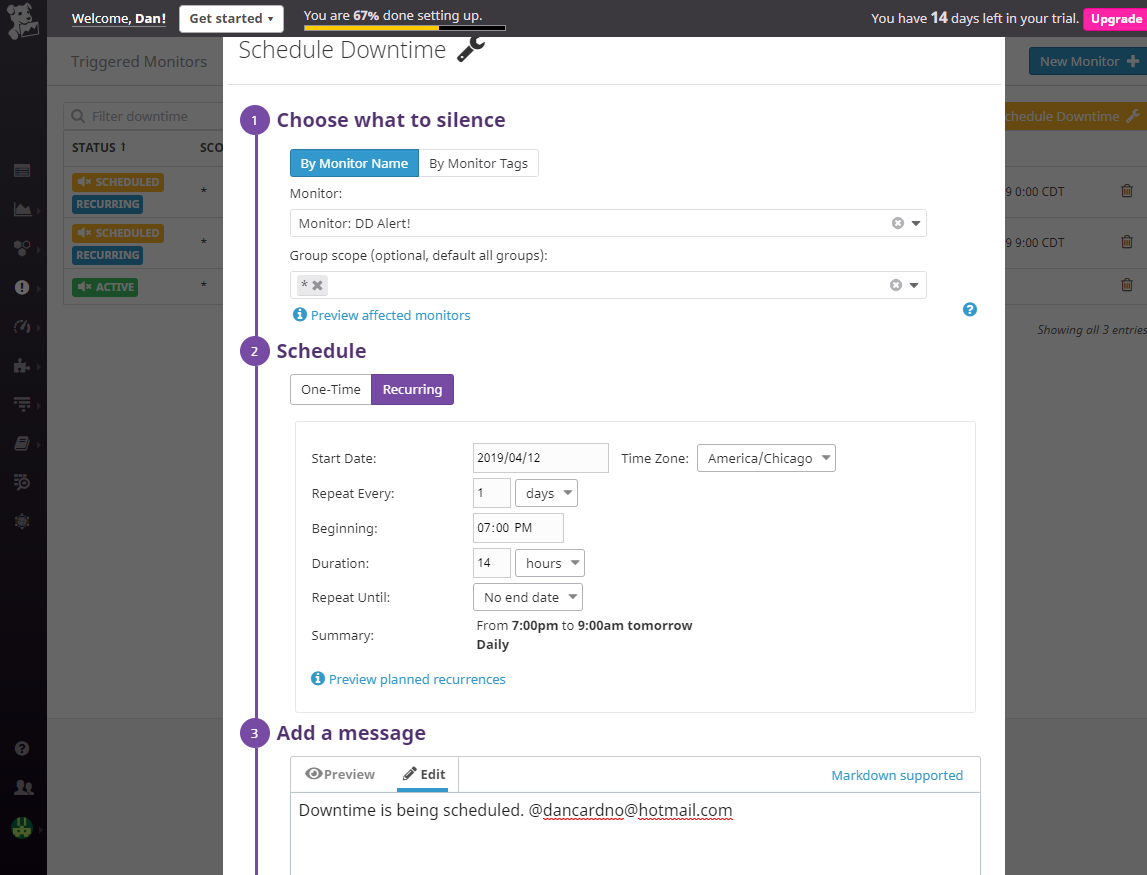 Welcome, Dan!
Get started
You are 67% done setting up.
You have 14 days left in your trial.
Upgrade
Triggered Monitors
Schedule Downtime
New Monitor
Filter downtime
chedule Downtime
STATUS
SCO
SCHEDULED
RECURRING
*
9 0:00 CDT
SCHEDULED
RECURRING
*
9 9:00 CDT
ACTIVE
*
Showing all 3 entries
1 Choose what to silence
By Monitor Name
By Monitor Tags
Monitor:
Monitor: DD Alert!
Group scope (optional, default all groups):
*
Preview affected monitors
2 Schedule
One-Time
Recurring
Start Date: 2019/04/12 Time Zone: America/Chicago
Repeat Every: 1 days
Beginning: 07:00 PM
Duration: 14 hours
Repeat Until: No end date
Summary: From 7:00pm to 9:00am tomorrow
Daily
Preview planned recurrences
3 Add a message
Preview
Edit
Markdown supported
Downtime is being scheduled. @dancardno@hotmail.com